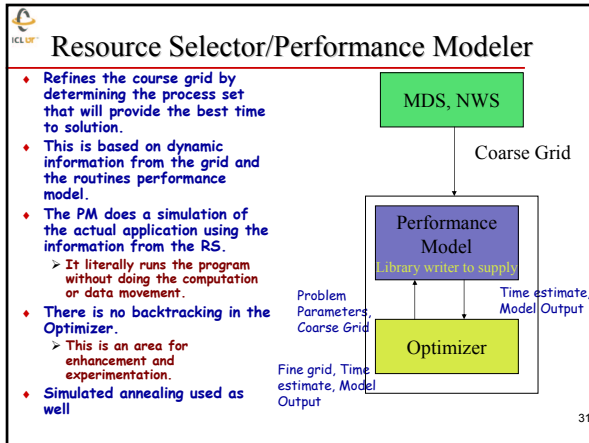 ICL UT
Resource Selector/Performance Modeler
♦ Refines the course grid by
determining the process set
that will provide the best time
to solution.
♦ This is based on dynamic
information from the grid and
the routines performance
model.
♦ The PM does a simulation of
the actual application using the
information from the RS.
➢ It literally runs the program
without doing the computation
or data movement.
♦ There is no backtracking in the
Optimizer.
➢ This is an area for
enhancement and
experimentation.
♦ Simulated annealing used as
well
MDS, NWS
Coarse Grid
Performance
Model
Library writer to supply
Problem
Parameters,
Coarse Grid
Time estimate,
Model Output
Optimizer
Fine grid, Time
estimate, Model
Output
31